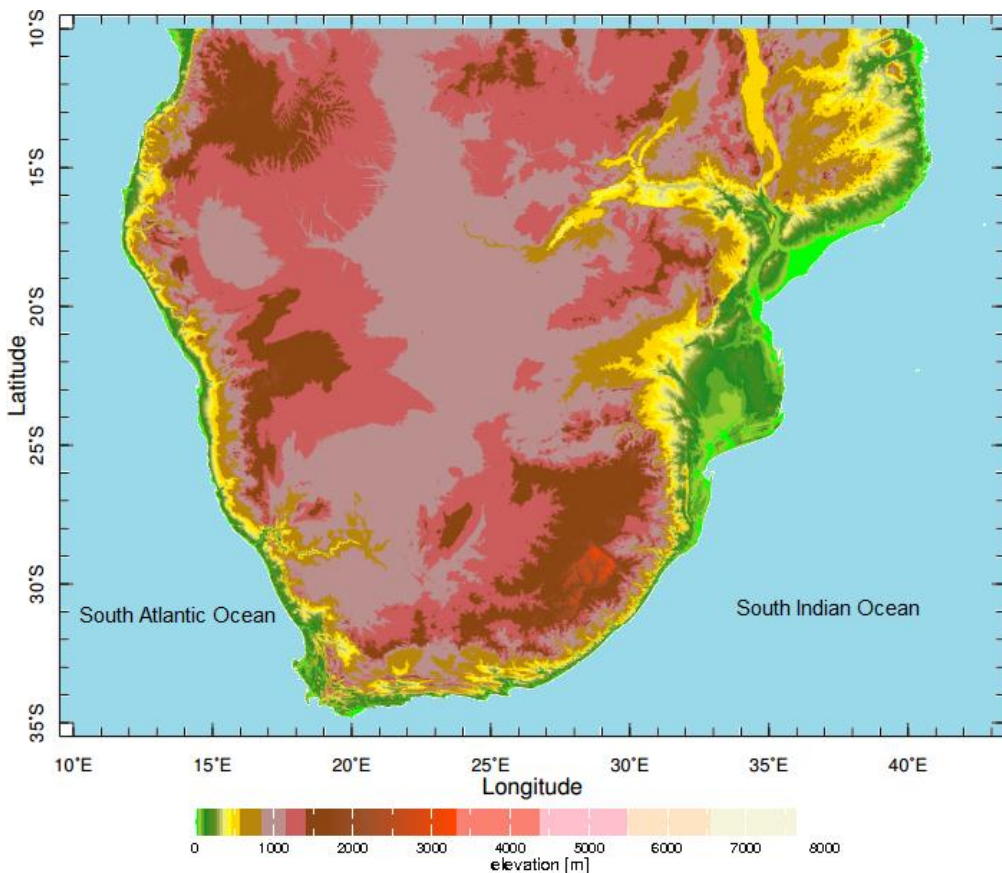 10°S
15°S
20°S
25°S
30°S
35°S
Latitude
South Atlantic Ocean
South Indian Ocean
10°E
15°E
20°E
25°E
30°E
35°E
40°E
Longitude
0
1000
2000
3000
4000
5000
6000
7000
8000
elevation [m]